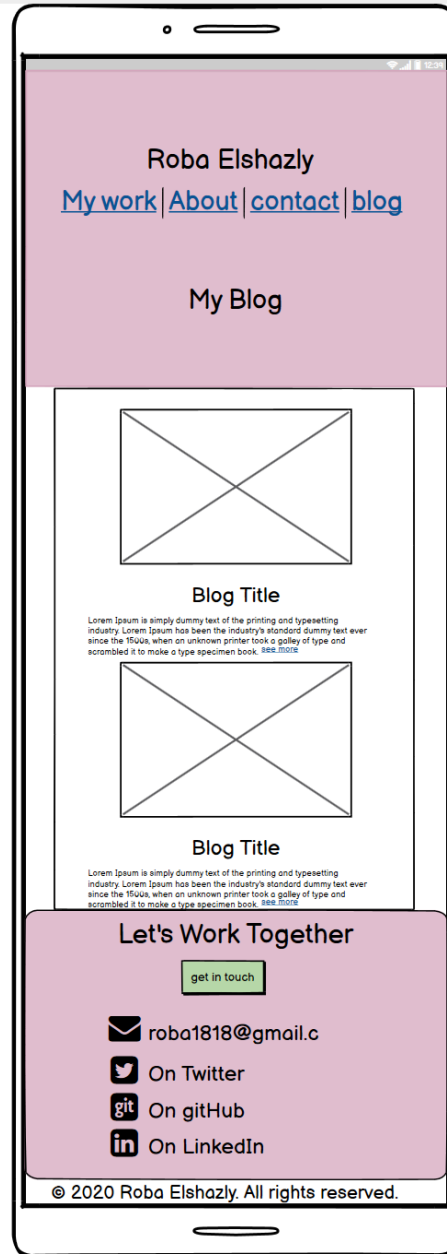 12:09
Roba Elshazly
My work | About | contact | blog
My Blog
Blog Title
Lorem Ipsum is simply dummy text of the printing and typesetting
industry. Lorem Ipsum has been the industry's standard dummy text ever
since the 1500s, when an unknown printer took a galley of type and
scrambled it to make a type specimen book. see more
Blog Title
Lorem Ipsum is simply dummy text of the printing and typesetting
industry. Lorem Ipsum has been the industry's standard dummy text ever
since the 1500s, when an unknown printer took a galley of type and
scrambled it to make a type specimen book. see more
Let's Work Together
get in touch
roba1818@gmail.c
On Twitter
git On gitHub
in On LinkedIn
© 2020 Roba Elshazly. All rights reserved.